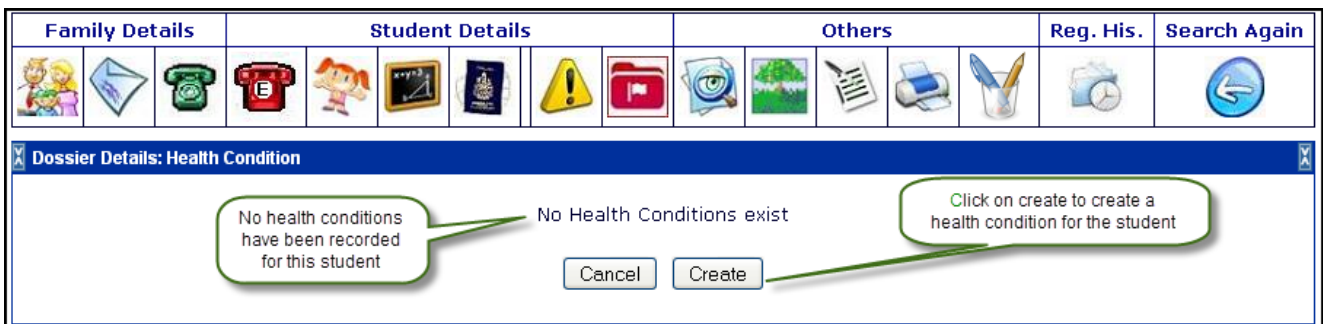 Family Details Student Details Others Reg. His. Search Again
E
x+y=3
Dossier Details: Health Condition
No health conditions
have been recorded
for this student
No Health Conditions exist
Click on create to create a
health condition for the student
Cancel Create